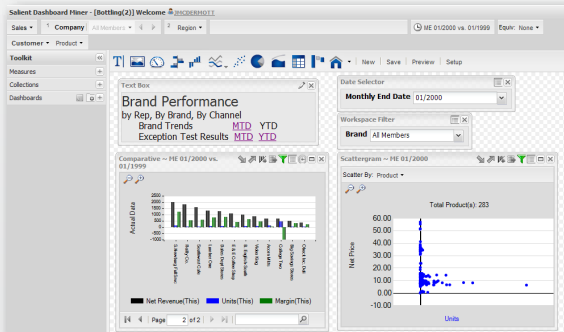 Salient Dashboard Miner - [Bottling(2)] Welcome JMCDERMOTT
Sales 1 Company All Members 2 Region ME 01/2000 vs. 01/1999 Equiv: None
Customer Product
Toolkit
New Save Preview Setup
Measures
Collections
Dashboards
Text Box
Brand Performance
by Rep, By Brand, By Channel
Brand Trends MTD YTD
Exception Test Results MTD YTD
Date Selector
Monthly End Date 01/2000
Workspace Filter
Brand All Members
Comparative ~ ME 01/2000 vs.
01/1999
Actual Data
2500
2000
1500
1000
500
0
-500
-1000
Net Revenue(This) Units(This) Margin(This)
Page 2 of 2
Scattergram ~ ME 01/2000
Scatter By: Product
Total Product(s): 283
Net Price
60.00
50.00
40.00
30.00
20.00
10.00
0.00
-10.00
Units